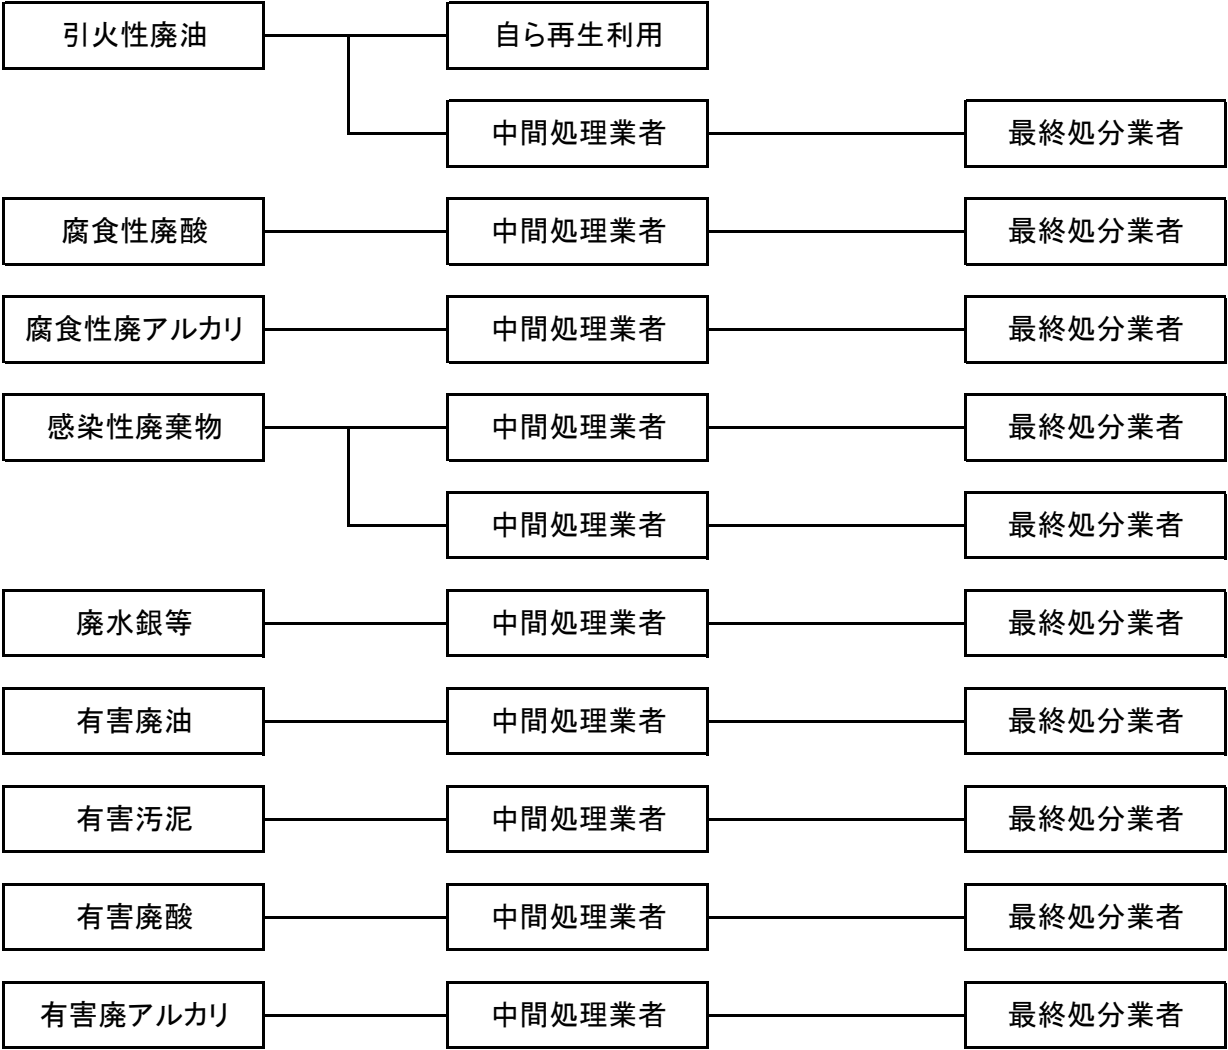 引火性廃油
自ら再生利用
中間処理業者
最終処分業者
腐食性廃酸
中間処理業者
最終処分業者
腐食性廃アルカリ
中間処理業者
最終処分業者
感染性廃棄物
中間処理業者
最終処分業者
中間処理業者
最終処分業者
廃水銀等
中間処理業者
最終処分業者
有害廃油
中間処理業者
最終処分業者
有害汚泥
中間処理業者
最終処分業者
有害廃酸
中間処理業者
最終処分業者
有害廃アルカリ
中間処理業者
最終処分業者